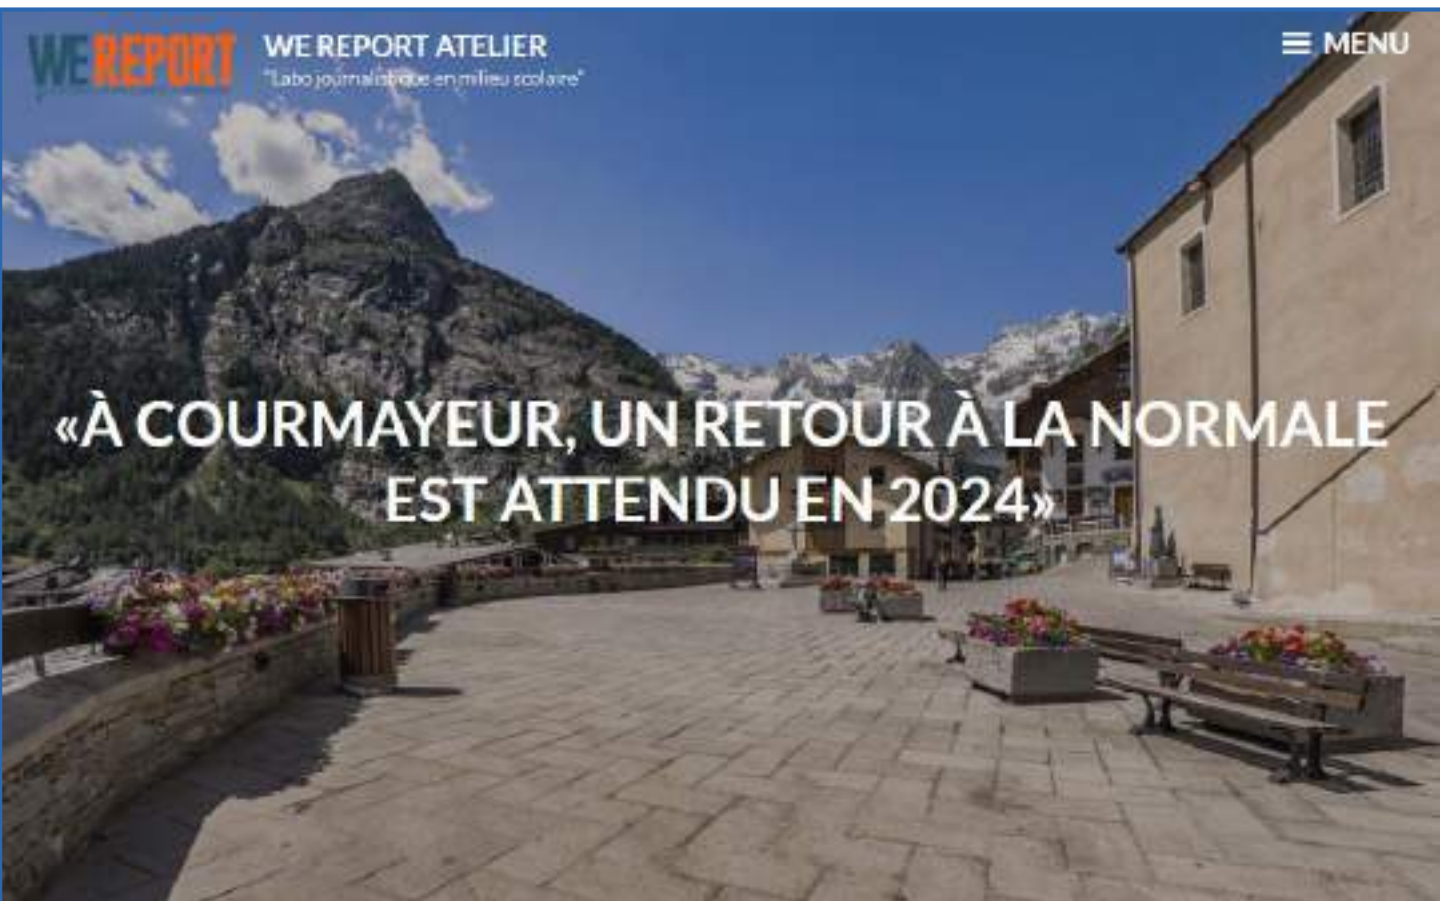 WEREPORT
WE REPORT ATELIER
"Labo journalistique en milieu scolaire"
MENU
«À COURMAYEUR, UN RETOUR À LA NORMALE
EST ATTENDU EN 2024»